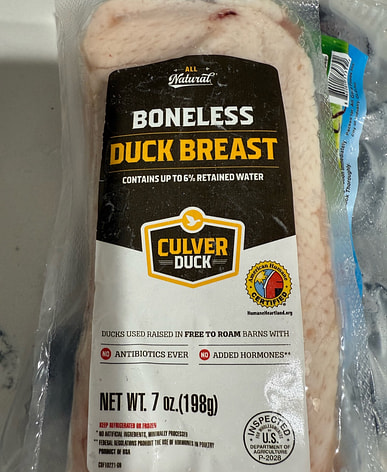 ALL
Natural*
BONELESS
DUCK BREAST
CONTAINS UP TO 6% RETAINED WATER
CULVER
DUCK
American Humane
CERTIFIED
HumaneHeartland.org
DUCKS USED RAISED IN FREE TO ROAM BARNS WITH
NO ANTIBIOTICS EVER NO ADDED HORMONES**
NET WT. 7 oz.(198g)
KEEP REFRIGERATED OR FROZEN
* NO ARTIFICIAL INGREDIENTS, MINIMALLY PROCESSED
** FEDERAL REGULATIONS PROHIBIT THE USE OF HORMONES IN POULTRY
PRODUCT OF USA
INSPECTED
FOR WHOLESOMENESS
BY
U.S.
DEPARTMENT OF
AGRICULTURE
P-2028
Thoroughly